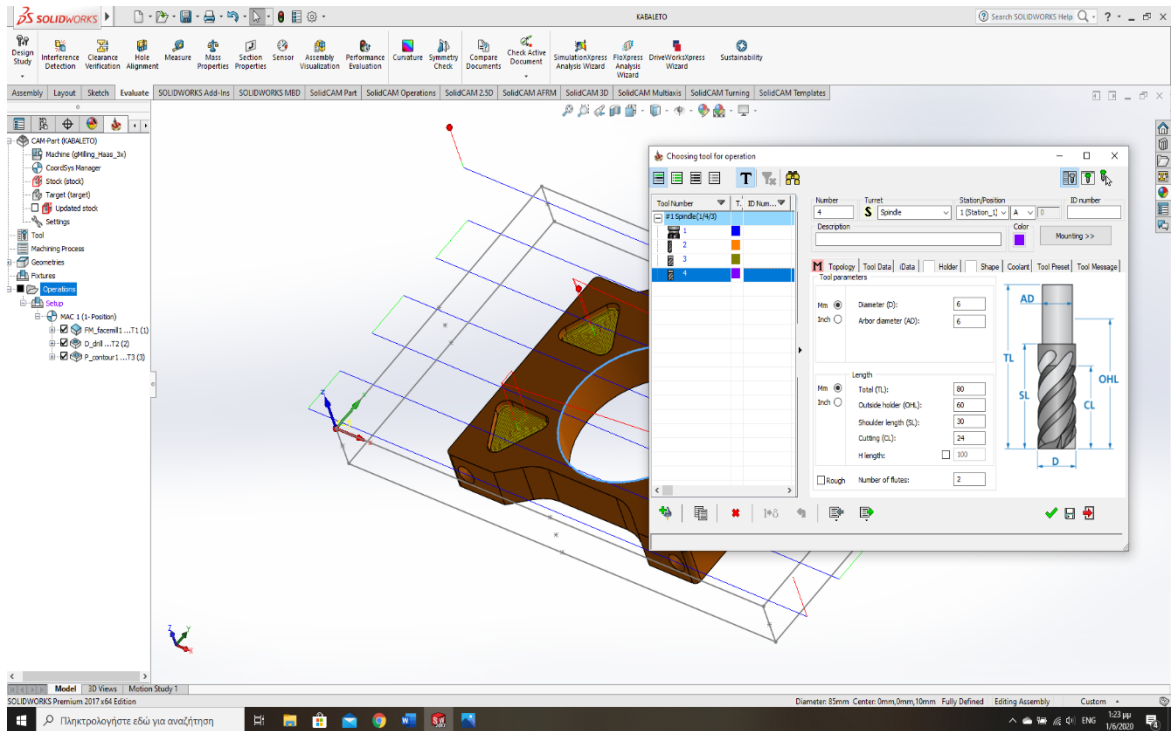 SOLIDWORKS
KABALETO
Search SOLIDWORKS Help
Design Study
Interference Detection
Clearance Verification
Hole Alignment
Measure
Mass Properties
Section Properties
Sensor
Assembly Visualization
Performance Evaluation
Curvature
Symmetry Check
Compare Documents
Check Active Document
SimulationXpress Analysis Wizard
FloXpress Analysis Wizard
DriveWorksXpress Wizard
Sustainability
Assembly Layout Sketch Evaluate SOLIDWORKS Add-Ins SOLIDWORKS MBD SolidCAM Part SolidCAM Operations SolidCAM 2.5D SolidCAM AFRM SolidCAM 3D SolidCAM Multiaxis SolidCAM Turning SolidCAM Templates
CAM-Part (KABALETO)
Machine (gMilling_Haas_3x)
CoordSys Manager
Stock (stock)
Target (target)
Updated stock
Settings
Tool
Machining Process
Geometries
Fixtures
Operations
Setup
MAC 1 (1- Position)
FM_facemill1 ...T1 (1)
D_drill ...T2 (2)
P_contour1 ...T3 (3)
Choosing tool for operation
Tool Number T. ID Num...
#1 Spindle(1/4/3)
1
2
3
4
Number Turret Station/Position ID number
4 S Spindle 1 (Station_1) A 0
Description Color
Mounting >>
M Topology Tool Data iData Holder Shape Coolant Tool Preset Tool Message
Tool parameters
Mm Diameter (D): 6
Inch Arbor diameter (AD): 6
Length
Mm Total (TL): 80
Inch Outside holder (OHL): 60
Shoulder length (SL): 30
Cutting (CL): 24
H length: 100
Rough Number of flutes: 2
AD
TL
OHL
SL
CL
D
Z
Y
Model 3D Views Motion Study 1
SOLIDWORKS Premium 2017 x64 Edition
Diameter: 85mm Center: 0mm,0mm,10mm Fully Defined Editing Assembly Custom
Πληκτρολογήστε εδώ για αναζήτηση
ENG
1:23 μμ
1/6/2020